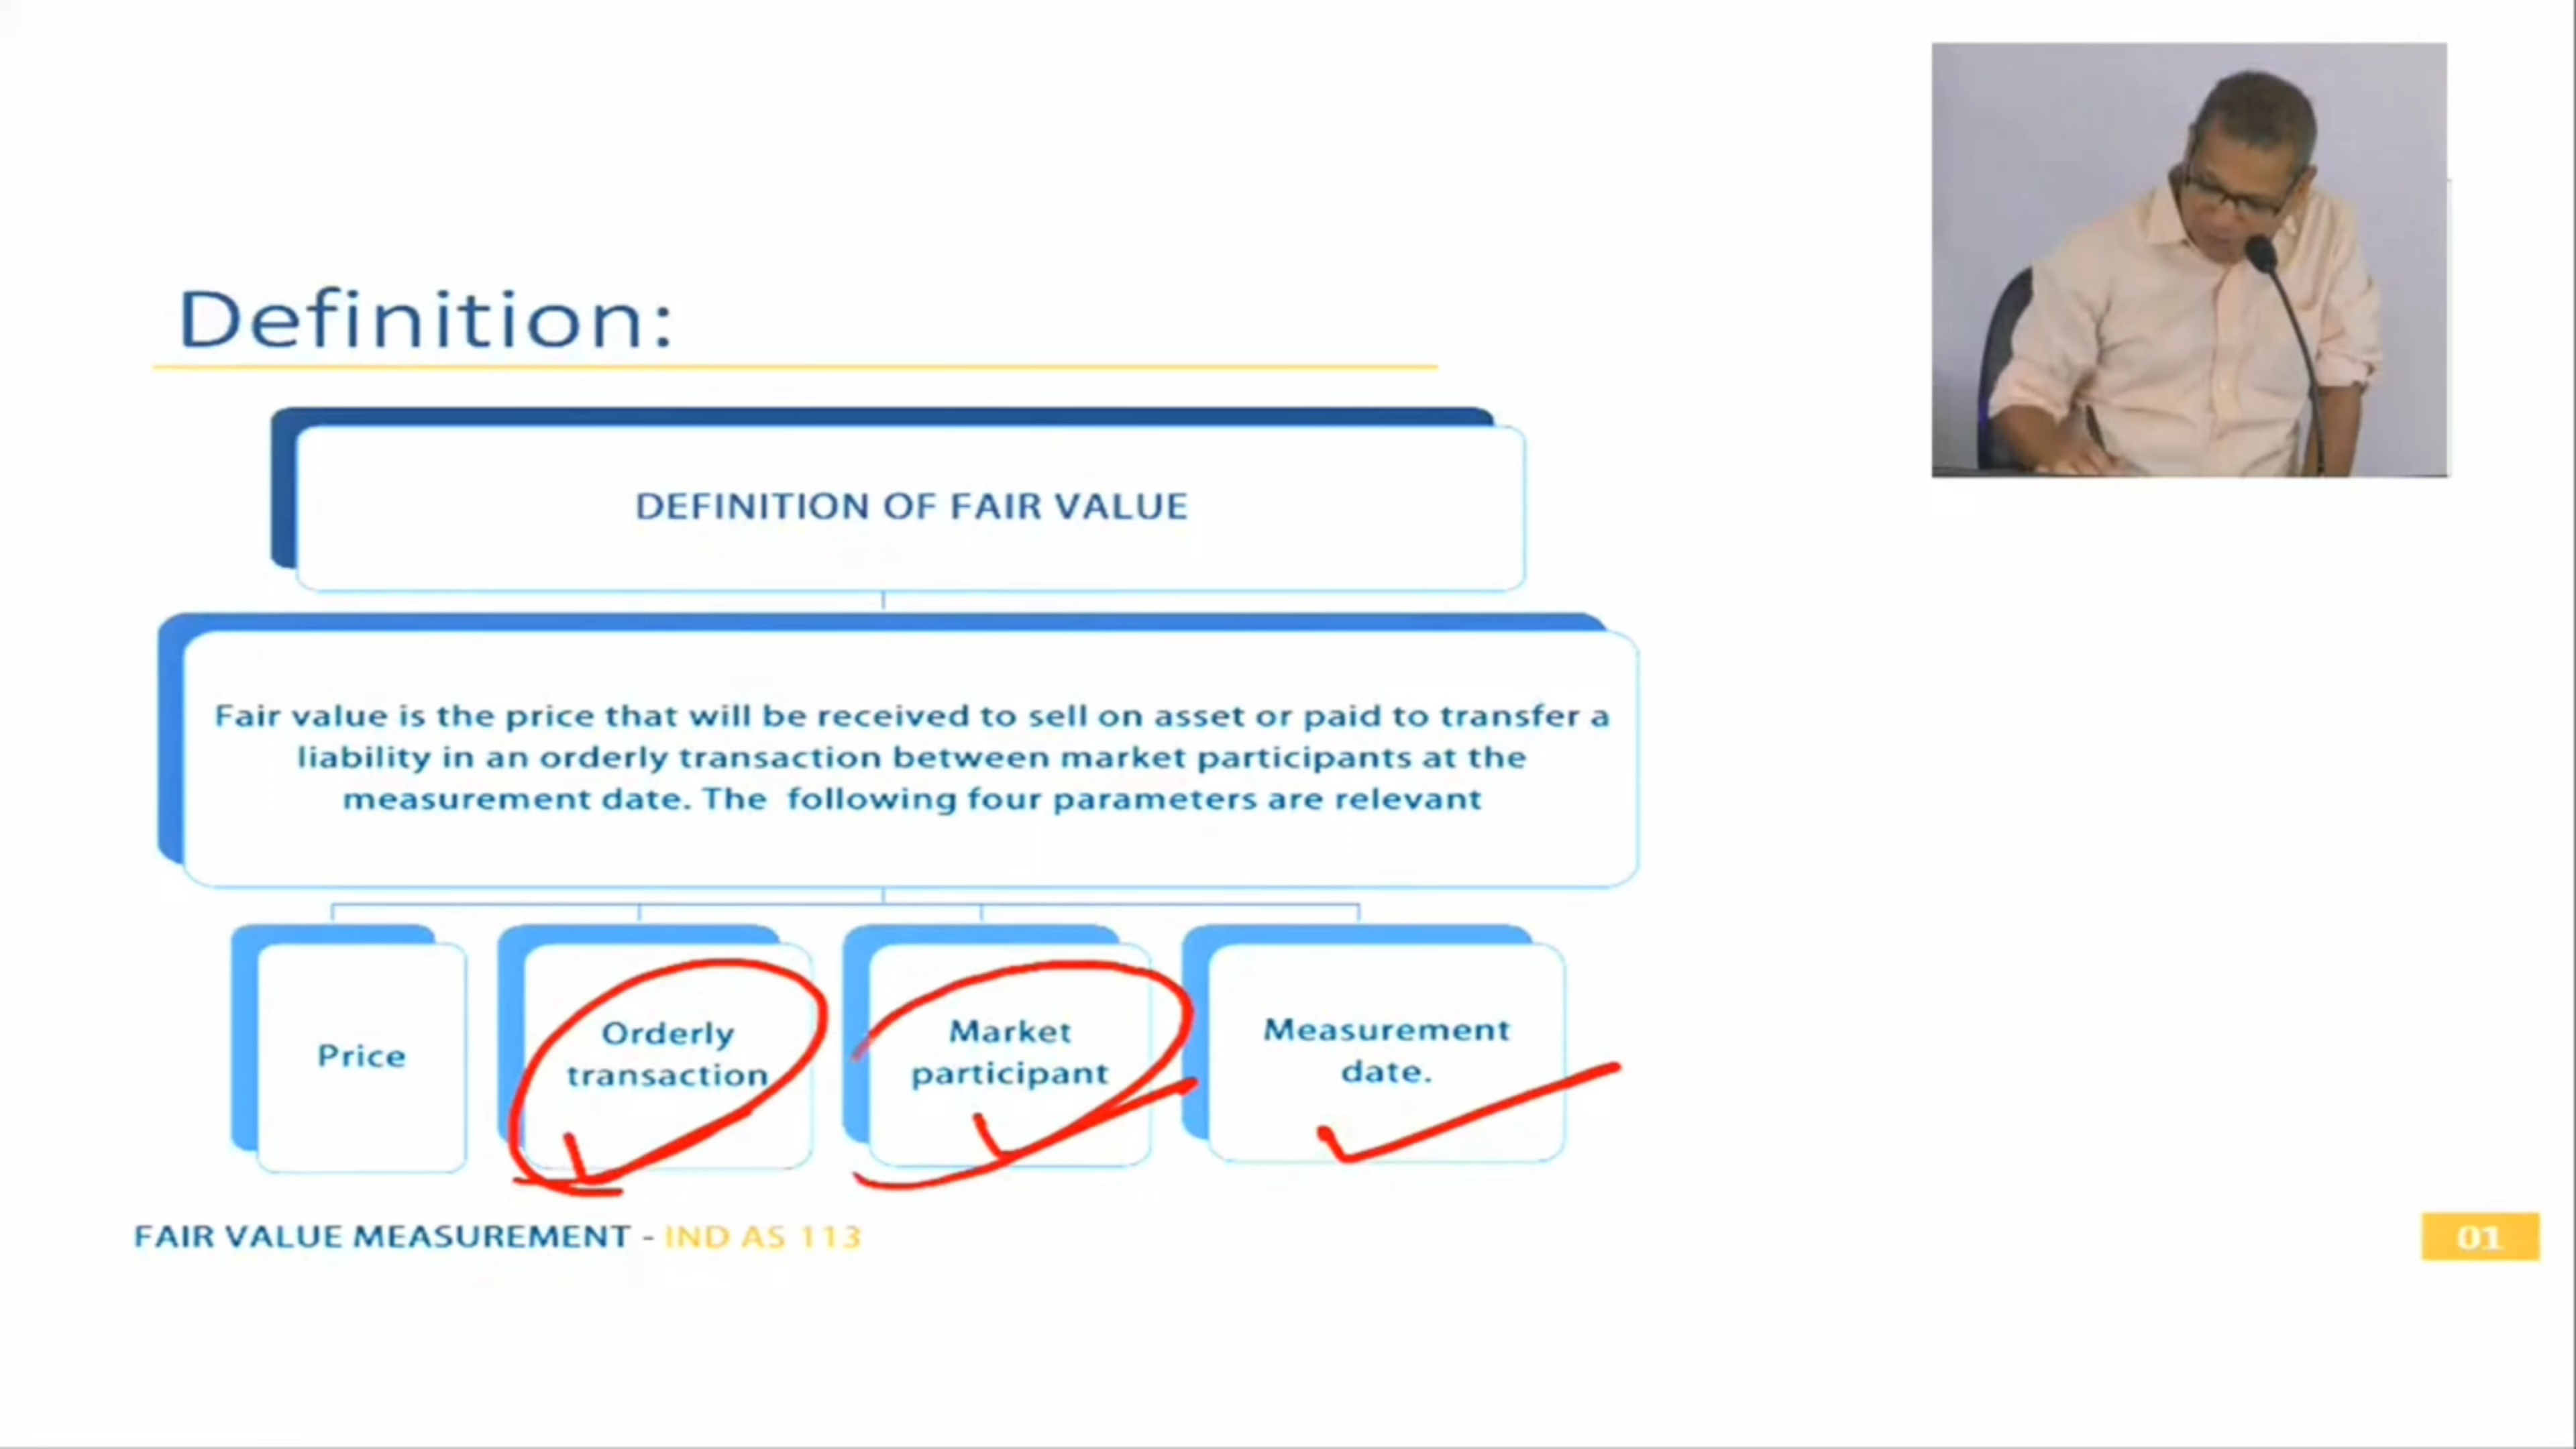 Definition:
DEFINITION OF FAIR VALUE
Fair value is the price that will be received to sell on asset or paid to transfer a
liability in an orderly transaction between market participants at the
measurement date. The following four parameters are relevant
Price
Orderly
transaction
Market
participant
Measurement
date.
FAIR VALUE MEASUREMENT - IND AS 113
01